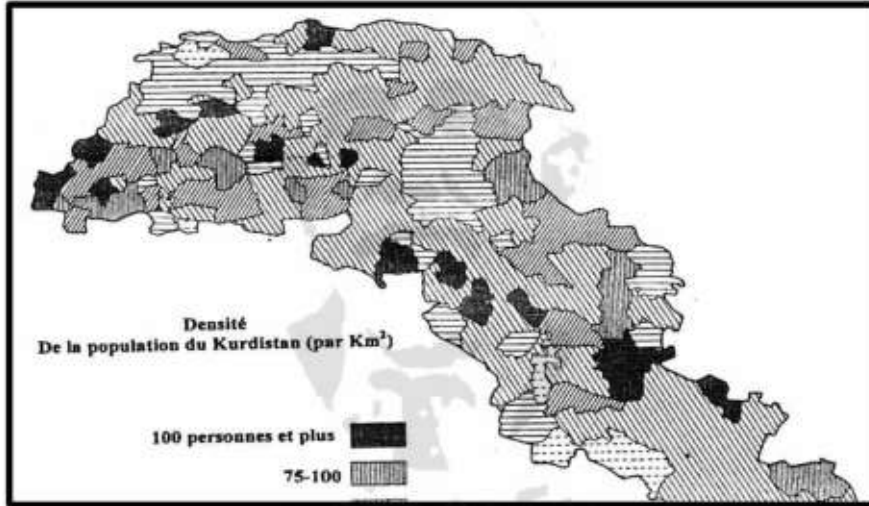 Densité
De la population du Kurdistan (par Km²)
100 personnes et plus
75-100